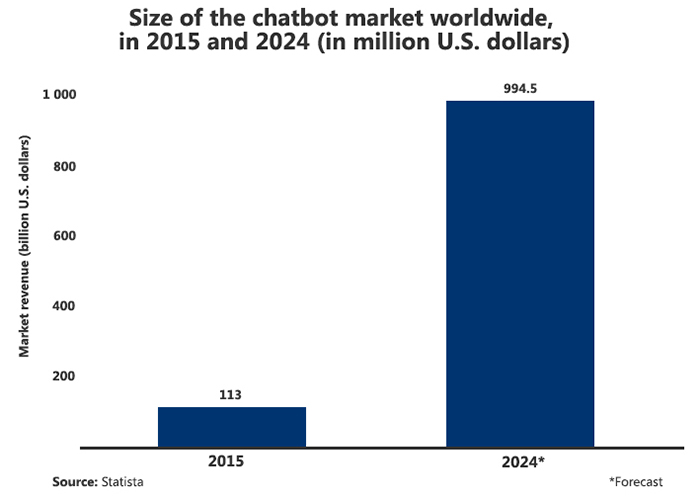 Size of the chatbot market worldwide,
in 2015 and 2024 (in million U.S. dollars)
Market revenue (billion U.S. dollars)
1 000
800
600
400
200
113
994.5
2015
2024*
Source: Statista
*Forecast